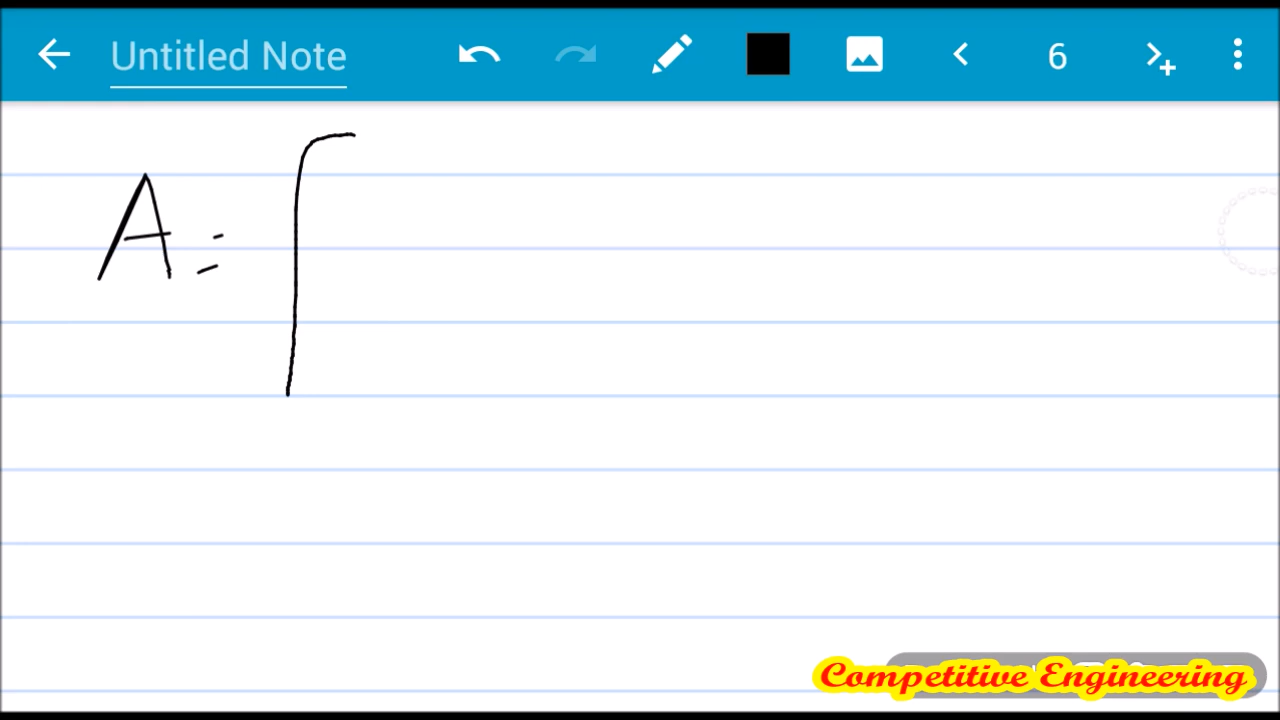 Untitled Note
6
A = [
Competitive Engineering